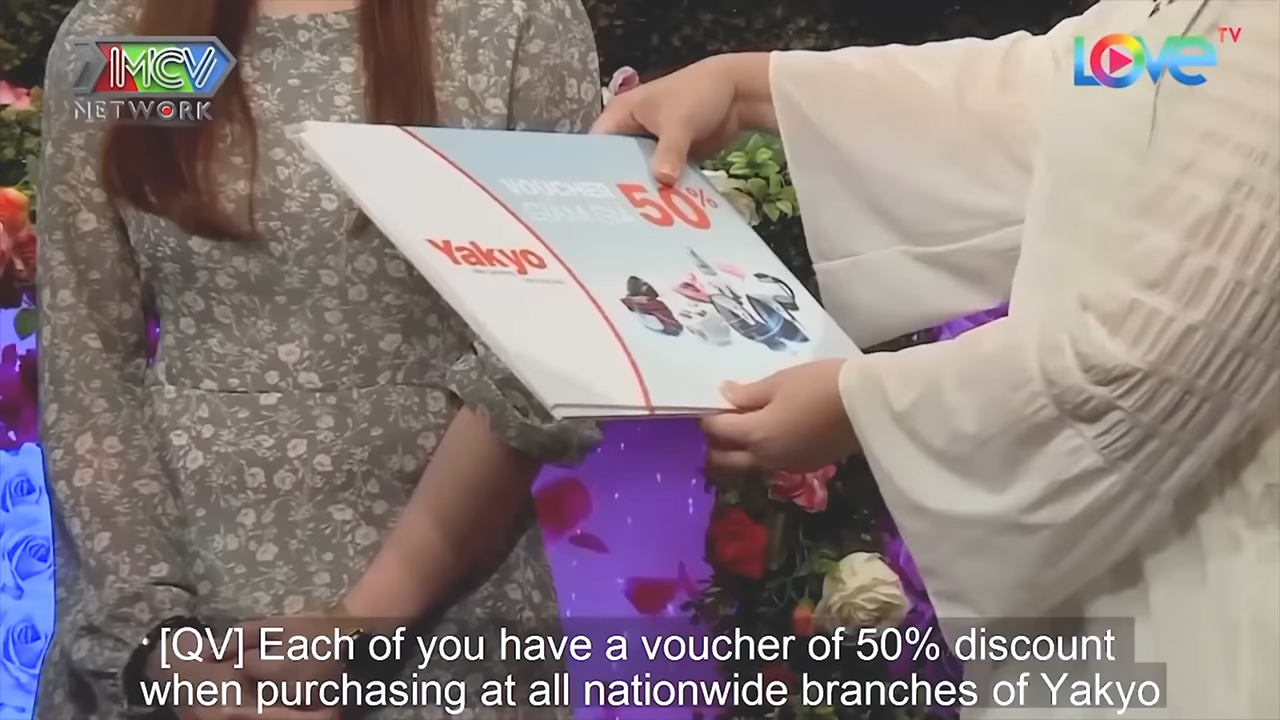 MCV
NETWORK
LOVE TV
VOUCHER
GIẢM GIÁ
50%
Yakyo
· [QV] Each of you have a voucher of 50% discount
when purchasing at all nationwide branches of Yakyo